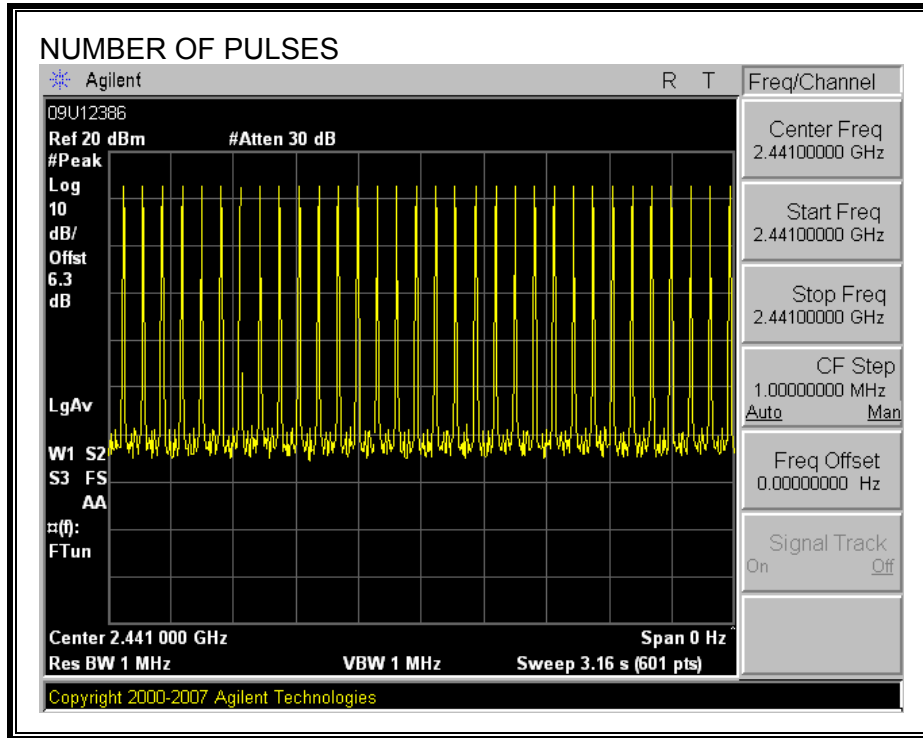 NUMBER OF PULSES
Agilent R T Freq/Channel
09U12386
Ref 20 dBm #Atten 30 dB
#Peak
Log
10
dB/
Offst
6.3
dB
LgAv
W1 S2
S3 FS
AA
¤(f):
FTun
Center 2.441 000 GHz Span 0 Hz^
Res BW 1 MHz VBW 1 MHz Sweep 3.16 s (601 pts)
Copyright 2000-2007 Agilent Technologies
Center Freq
2.44100000 GHz
Start Freq
2.44100000 GHz
Stop Freq
2.44100000 GHz
CF Step
1.00000000 MHz
Auto Man
Freq Offset
0.00000000 Hz
Signal Track
On Off